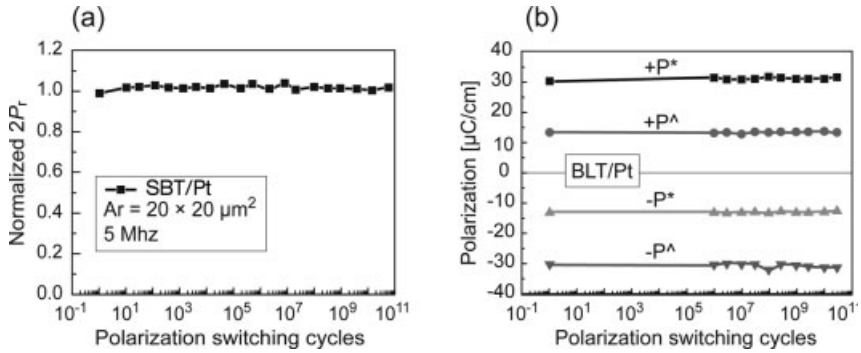 (a)
1.2
1.0
0.8
0.6
0.4
0.2
0.0
Normalized 2Pr
SBT/Pt
Ar = 20 × 20 µm²
5 Mhz
10⁻¹ 10¹ 10³ 10⁵ 10⁷ 10⁹ 10¹¹
Polarization switching cycles
(b)
40
30
20
10
0
-10
-20
-30
-40
Polarization [µC/cm]
+P*
+P^
BLT/Pt
-P*
-P^
10⁻¹ 10¹ 10³ 10⁵ 10⁷ 10⁹ 10¹¹
Polarization switching cycles